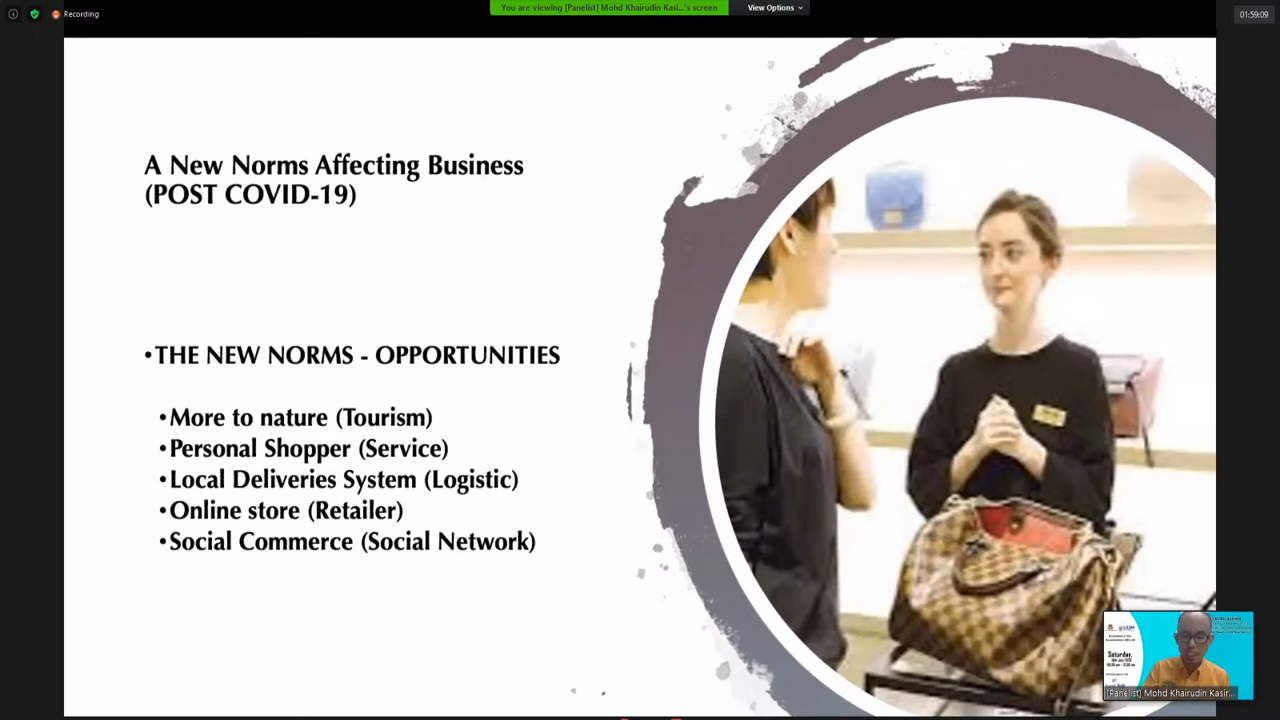 Recording
You are viewing [Panelist] Mohd Khairudin Kasi...'s screen
View Options
01:59:09
A New Norms Affecting Business
(POST COVID-19)
•THE NEW NORMS - OPPORTUNITIES
•More to nature (Tourism)
•Personal Shopper (Service)
•Local Deliveries System (Logistic)
•Online store (Retailer)
•Social Commerce (Social Network)
Saturday,
[Panelist] Mohd Khairudin Kasir...